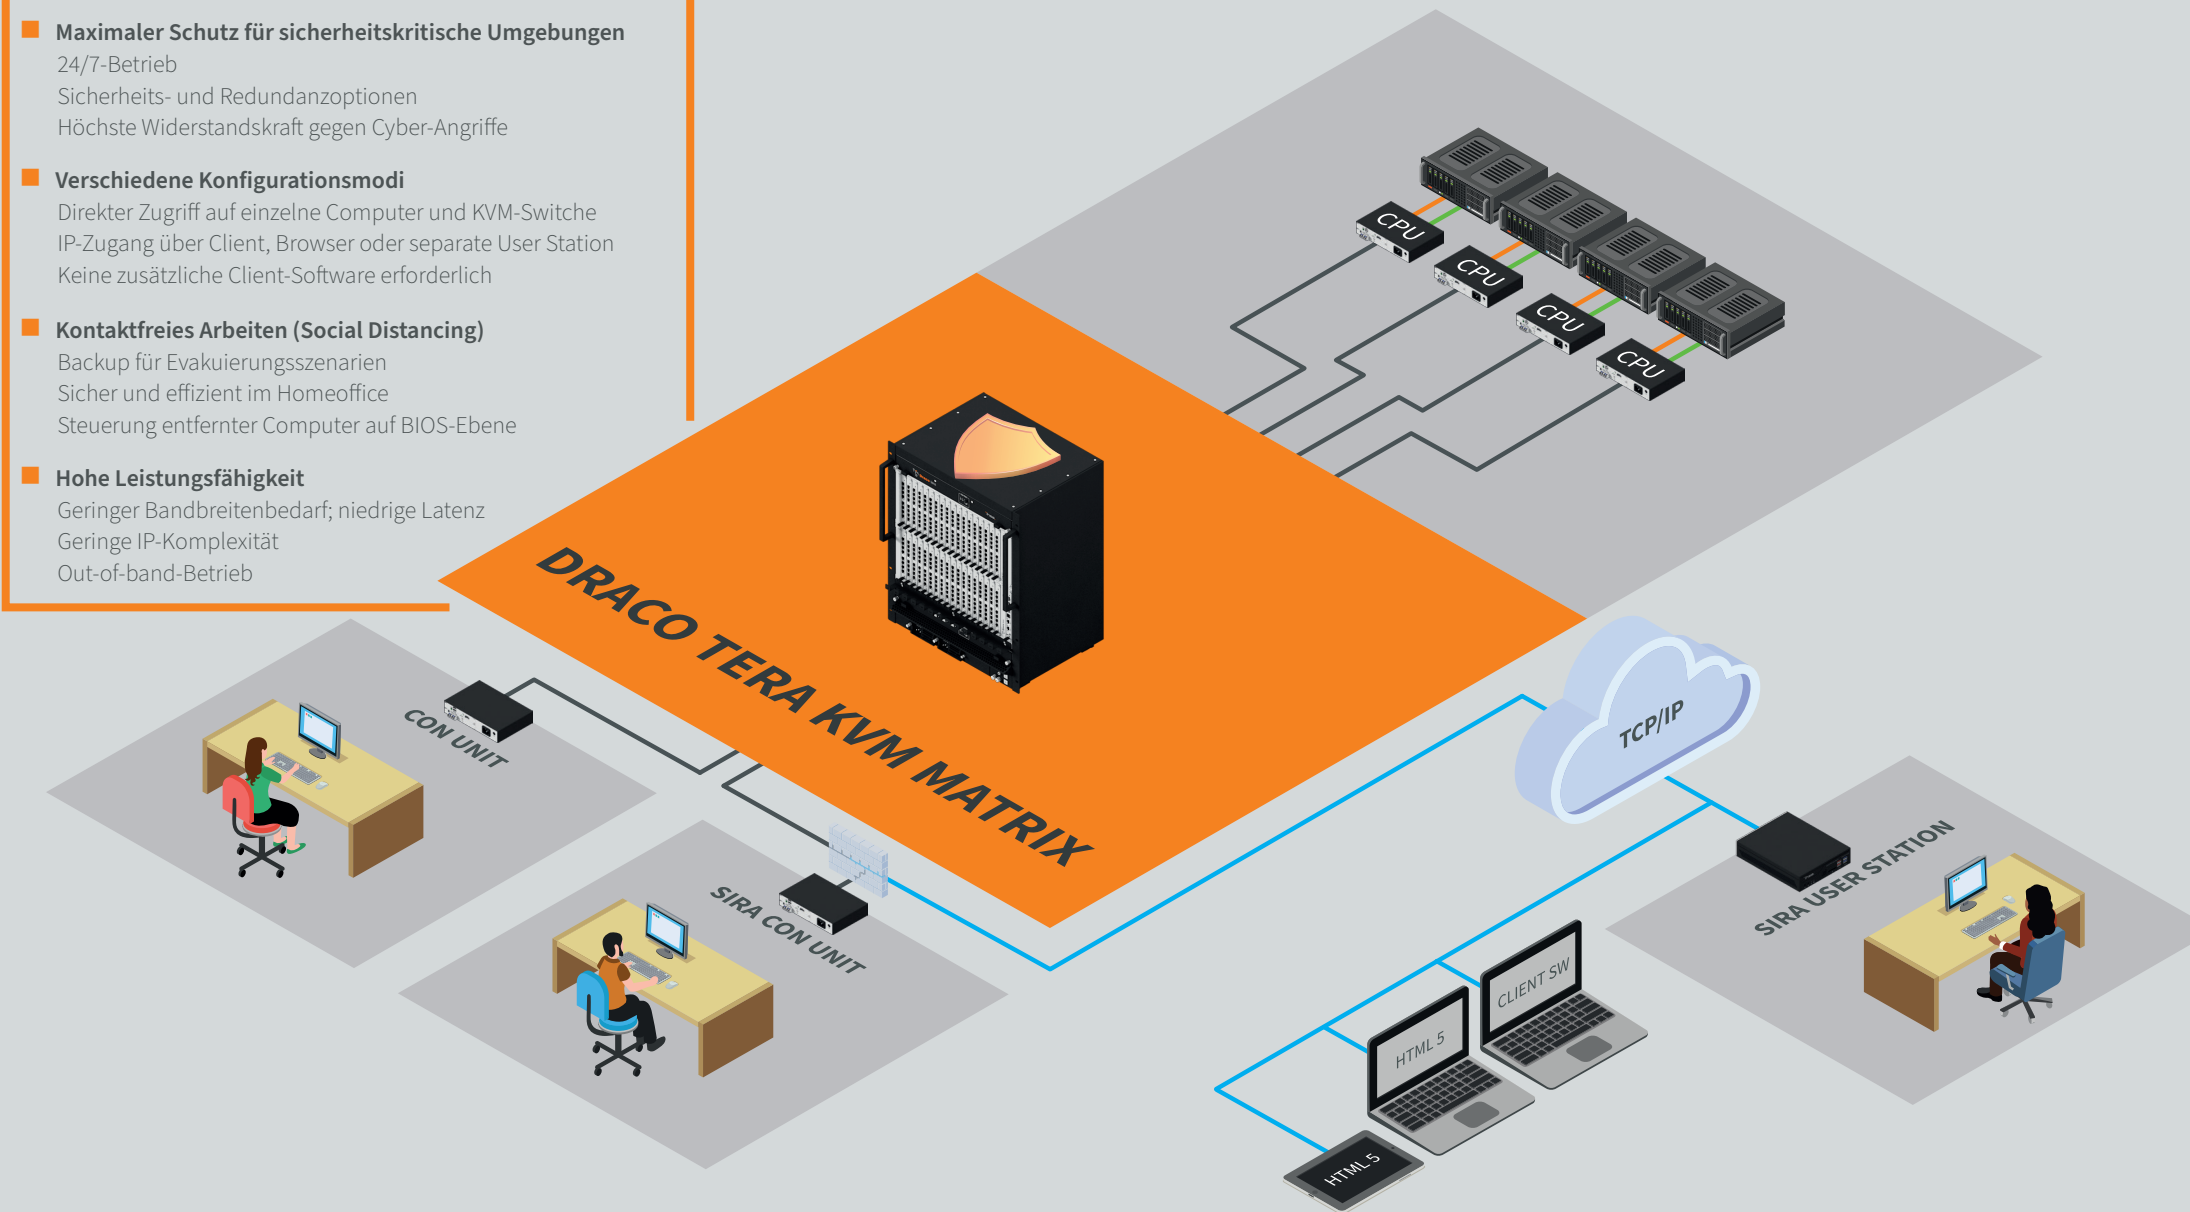 Maximaler Schutz für sicherheitskritische Umgebungen
24/7-Betrieb
Sicherheits- und Redundanzoptionen
Höchste Widerstandskraft gegen Cyber-Angriffe
Verschiedene Konfigurationsmodi
Direkter Zugriff auf einzelne Computer und KVM-Switche
IP-Zugang über Client, Browser oder separate User Station
Keine zusätzliche Client-Software erforderlich
Kontaktfreies Arbeiten (Social Distancing)
Backup für Evakuierungsszenarien
Sicher und effizient im Homeoffice
Steuerung entfernter Computer auf BIOS-Ebene
Hohe Leistungsfähigkeit
Geringer Bandbreitenbedarf; niedrige Latenz
Geringe IP-Komplexität
Out-of-band-Betrieb
CPU
CPU
CPU
CPU
DRACO TERA KVM MATRIX
TCP/IP
CON UNIT
SIRA CON UNIT
SIRA USER STATION
CLIENT SW
HTML 5
HTML 5